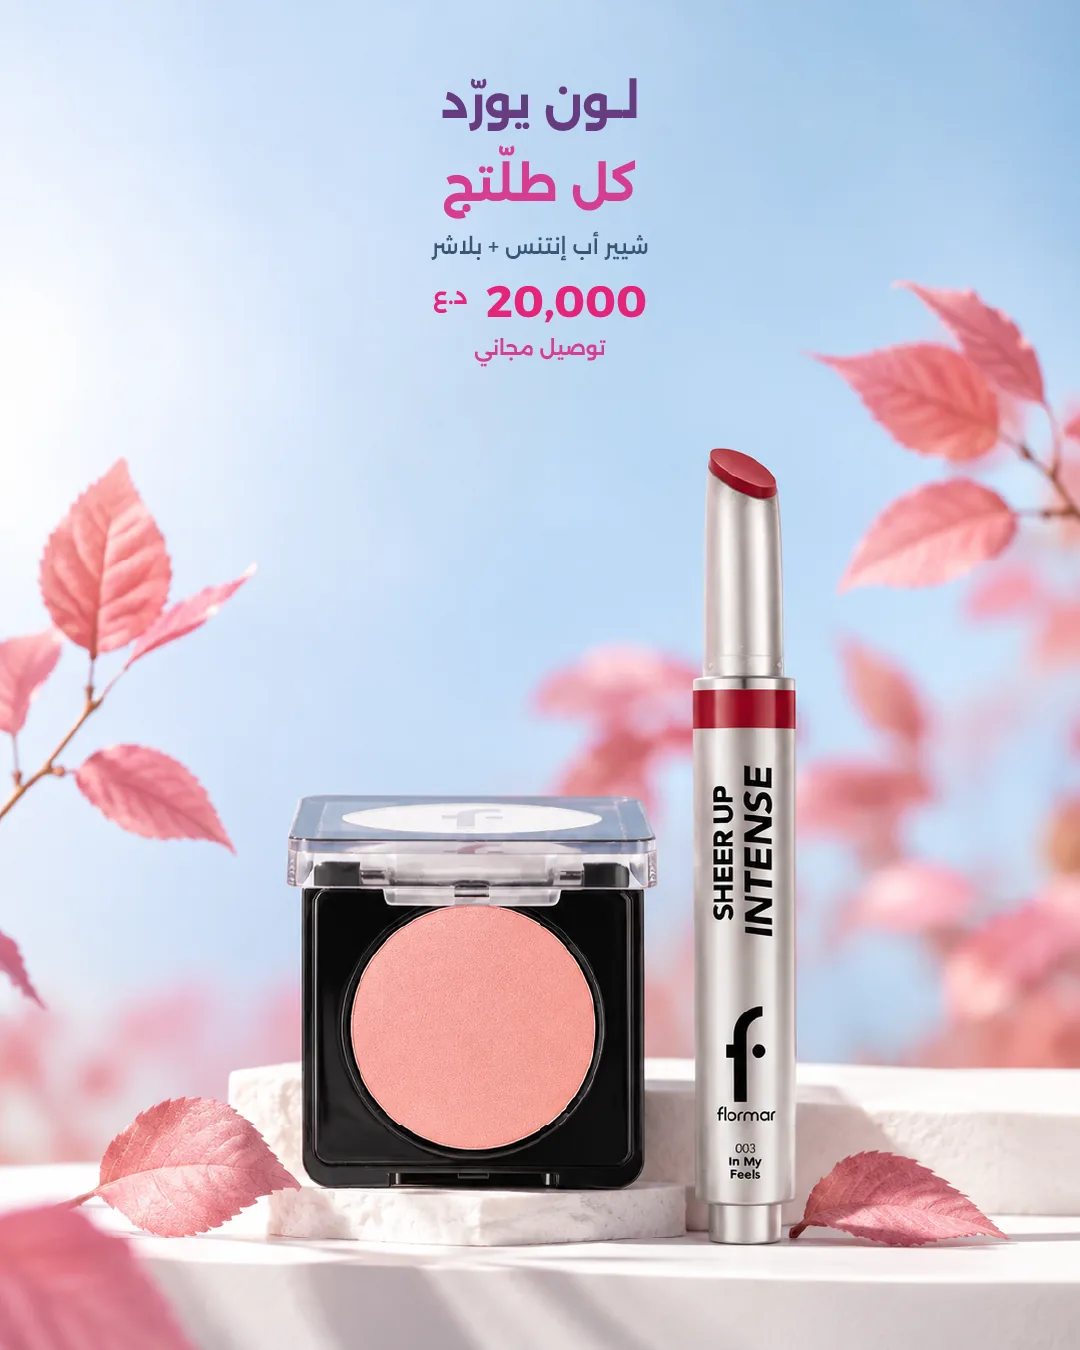 لـون يورّد
كل طلّتج
شيير أب إنتنس + بلاشر
20,000 د.ع
توصيل مجاني
SHEER UP
INTENSE
flormar
003
In My
Feels